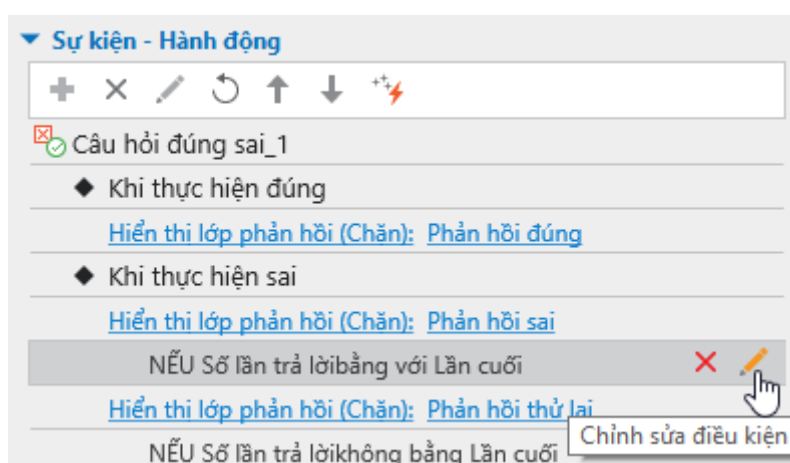 Sự kiện - Hành động
Câu hỏi đúng sai_1
Khi thực hiện đúng
Hiển thị lớp phản hồi (Chặn): Phản hồi đúng
Khi thực hiện sai
Hiển thị lớp phản hồi (Chặn): Phản hồi sai
NẾU Số lần trả lờibằng với Lần cuối
Hiển thị lớp phản hồi (Chặn): Phản hồi thử lại
Chỉnh sửa điều kiện
NẾU Số lần trả lờikhông bằng Lần cuối